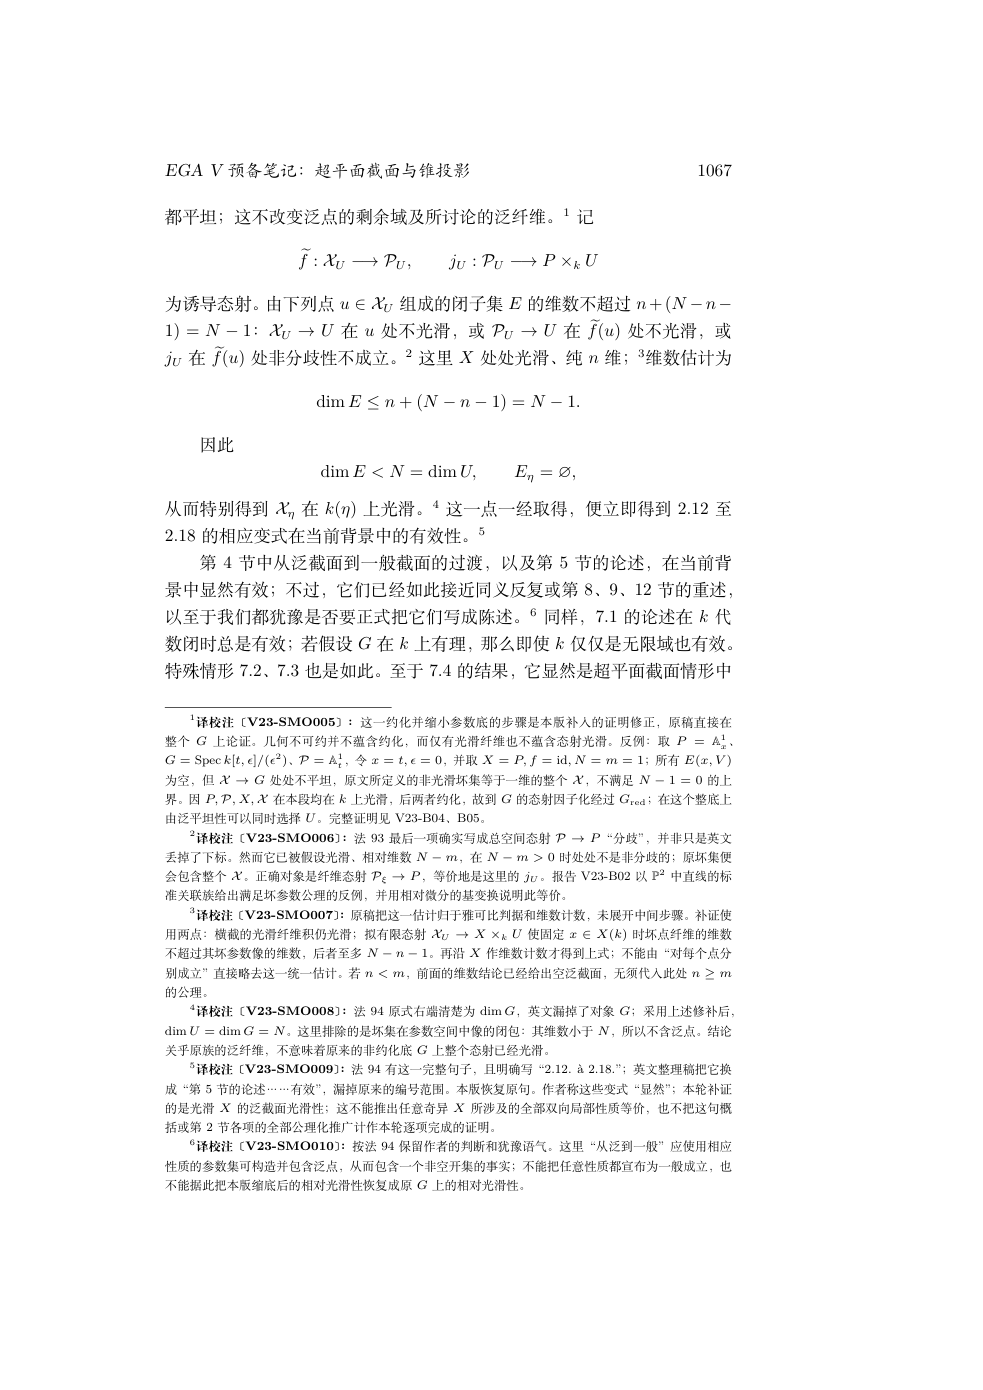 EGA V 预备笔记：超平面截面与锥投影 1067
都平坦；这不改变泛点的剩余域及所讨论的泛纤维。¹ 记
f̃ : 𝒳_U ⟶ 𝒫_U,  j_U : 𝒫_U ⟶ P ×_k U
为诱导态射。由下列点 u ∈ 𝒳_U 组成的闭子集 E 的维数不超过 n + (N − n −
1) = N − 1：𝒳_U → U 在 u 处不光滑，或 𝒫_U → U 在 f̃(u) 处不光滑，或
j_U 在 f̃(u) 处非分歧性不成立。² 这里 X 处处光滑、纯 n 维；³维数估计为
dim E ≤ n + (N − n − 1) = N − 1.
因此
dim E < N = dim U,  E_η = ∅,
从而特别得到 𝒳_η 在 k(η) 上光滑。⁴ 这一点一经取得，便立即得到 2.12 至
2.18 的相应变式在当前背景中的有效性。⁵
第 4 节中从泛截面到一般截面的过渡，以及第 5 节的论述，在当前背
景中显然有效；不过，它们已经如此接近同义反复或第 8、9、12 节的重述，
以至于我们都犹豫是否要正式把它们写成陈述。⁶ 同样，7.1 的论述在 k 代
数闭时总是有效；若假设 G 在 k 上有理，那么即使 k 仅仅是无限域也有效。
特殊情形 7.2、7.3 也是如此。至于 7.4 的结果，它显然是超平面截面情形中
¹译校注〔V23-SMO005〕：这一约化并缩小参数底的步骤是本版补入的证明修正，原稿直接在
整个 G 上论证。几何不可约并不蕴含约化，而仅有光滑纤维也不蕴含态射光滑。反例：取 P = 𝔸¹_x、
G = Spec k[t, ϵ]/(ϵ²)、𝒫 = 𝔸¹_t，令 x = t, ϵ = 0，并取 X = P, f = id, N = m = 1；所有 E(x, V)
为空，但 𝒳 → G 处处不平坦，原文所定义的非光滑坏集等于一维的整个 𝒳，不满足 N − 1 = 0 的上
界。因 P, 𝒫, X, 𝒳 在本段均在 k 上光滑，后两者约化，故到 G 的态射因子化经过 G_red；在这个整底上
由泛平坦性可以同时选择 U。完整证明见 V23-B04、B05。
²译校注〔V23-SMO006〕：法 93 最后一项确实写成总空间态射 𝒫 → P “分歧”，并非只是英文
丢掉了下标。然而它已被假设光滑、相对维数 N − m，在 N − m > 0 时处处不是非分歧的；原坏集便
会包含整个 𝒳。正确对象是纤维态射 𝒫_ξ → P，等价地是这里的 j_U。报告 V23-B02 以 ℙ² 中直线的标
准关联族给出满足坏参数公理的反例，并用相对微分的基变换说明此等价。
³译校注〔V23-SMO007〕：原稿把这一估计归于雅可比判据和维数计数，未展开中间步骤。补证使
用两点：横截的光滑纤维积仍光滑；拟有限态射 𝒳_U → X ×_k U 使固定 x ∈ X(k) 时坏点纤维的维数
不超过其坏参数像的维数，后者至多 N − n − 1。再沿 X 作维数计数才得到上式；不能由 “对每个点分
别成立” 直接略去这一统一估计。若 n < m，前面的维数结论已经给出空泛截面，无须代入此处 n ≥ m
的公理。
⁴译校注〔V23-SMO008〕：法 94 原式右端清楚为 dim G，英文漏掉了对象 G；采用上述修补后，
dim U = dim G = N。这里排除的是坏集在参数空间中像的闭包：其维数小于 N，所以不含泛点。结论
关乎原族的泛纤维，不意味着原来的非约化底 G 上整个态射已经光滑。
⁵译校注〔V23-SMO009〕：法 94 有这一完整句子，且明确写 “2.12. à 2.18.”；英文整理稿把它换
成 “第 5 节的论述……有效”，漏掉原来的编号范围。本版恢复原句。作者称这些变式 “显然”；本轮补证
的是光滑 X 的泛截面光滑性；这不能推出任意奇异 X 所涉及的全部双向局部性质等价，也不把这句概
括或第 2 节各项的全部公理化推广计作本轮逐项完成的证明。
⁶译校注〔V23-SMO010〕：按法 94 保留作者的判断和犹豫语气。这里 “从泛到一般” 应使用相应
性质的参数集可构造并包含泛点，从而包含一个非空开集的事实；不能把任意性质都宣布为一般成立，也
不能据此把本版缩底后的相对光滑性恢复成原 G 上的相对光滑性。